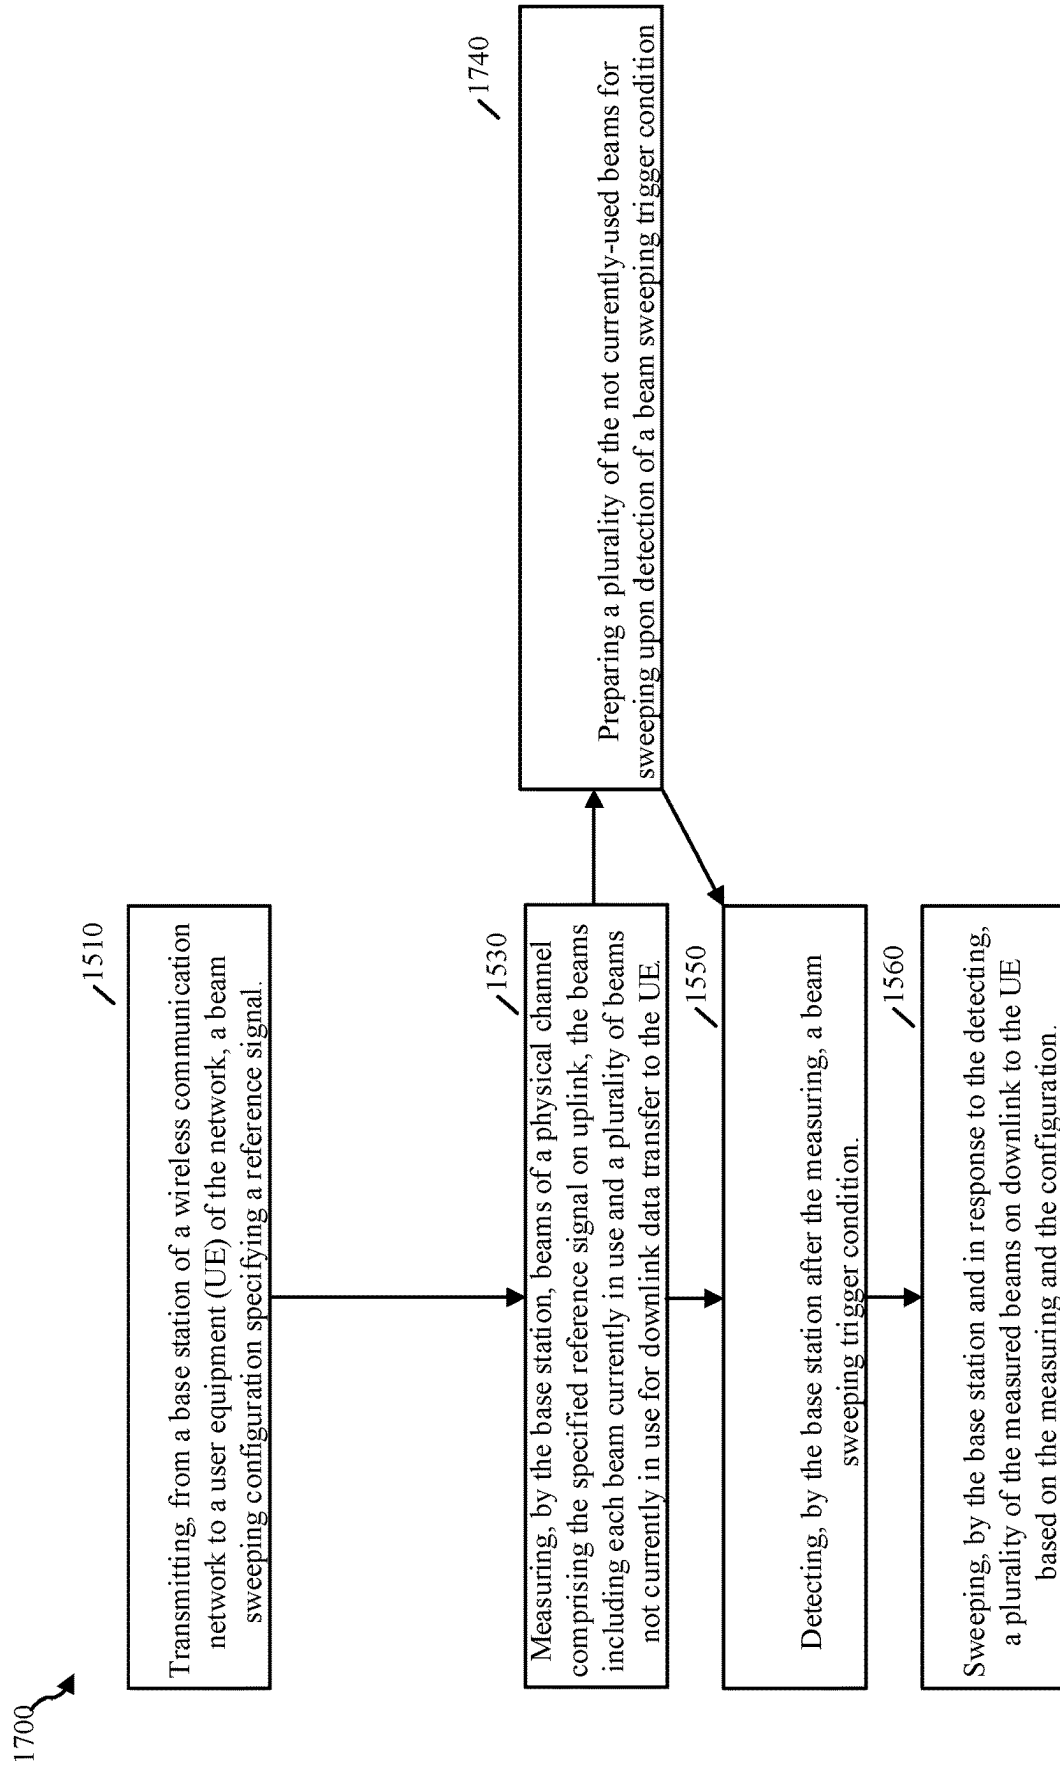 1700
1510
Transmitting, from a base station of a wireless communication
network to a user equipment (UE) of the network, a beam
sweeping configuration specifying a reference signal.
1530
Measuring, by the base station, beams of a physical channel
comprising the specified reference signal on uplink, the beams
including each beam currently in use and a plurality of beams
not currently in use for downlink data transfer to the UE.
1740
Preparing a plurality of the not currently-used beams for
sweeping upon detection of a beam sweeping trigger condition
1550
Detecting, by the base station after the measuring, a beam
sweeping trigger condition.
1560
Sweeping, by the base station and in response to the detecting,
a plurality of the measured beams on downlink to the UE
based on the measuring and the configuration.